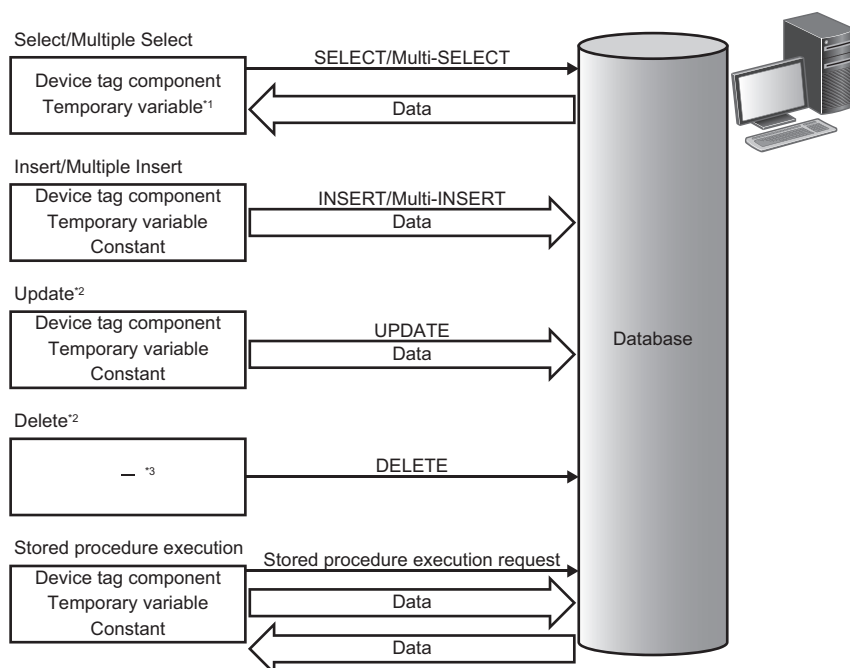 Select/Multiple Select
Device tag component
Temporary variable*1
SELECT/Multi-SELECT
Data
Insert/Multiple Insert
Device tag component
Temporary variable
Constant
INSERT/Multi-INSERT
Data
Update*2
Device tag component
Temporary variable
Constant
UPDATE
Data
Database
Delete*2
— *3
DELETE
Stored procedure execution
Device tag component
Temporary variable
Constant
Stored procedure execution request
Data
Data